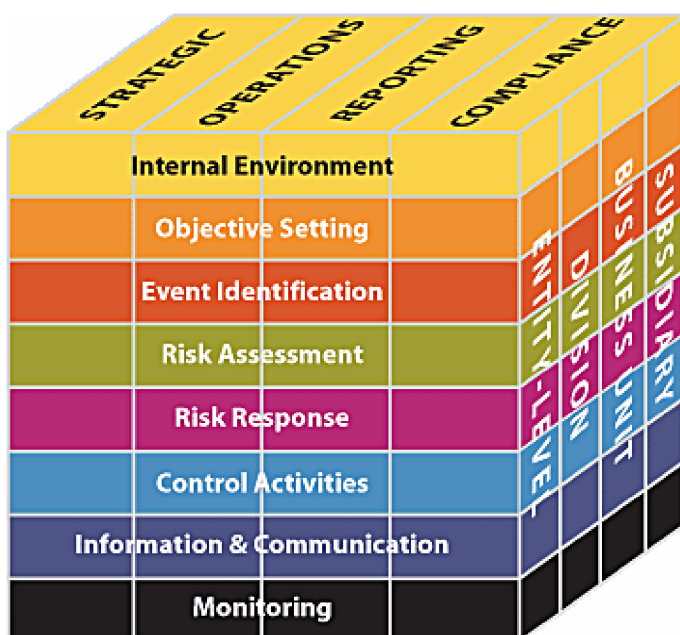 STRATEGIC
OPERATIONS
REPORTING
COMPLIANCE
Internal Environment
Objective Setting
Event Identification
Risk Assessment
Risk Response
Control Activities
Information & Communication
Monitoring
ENTITY-LEVEL
DIVISION
BUSINESS UNIT
SUBSIDIARY